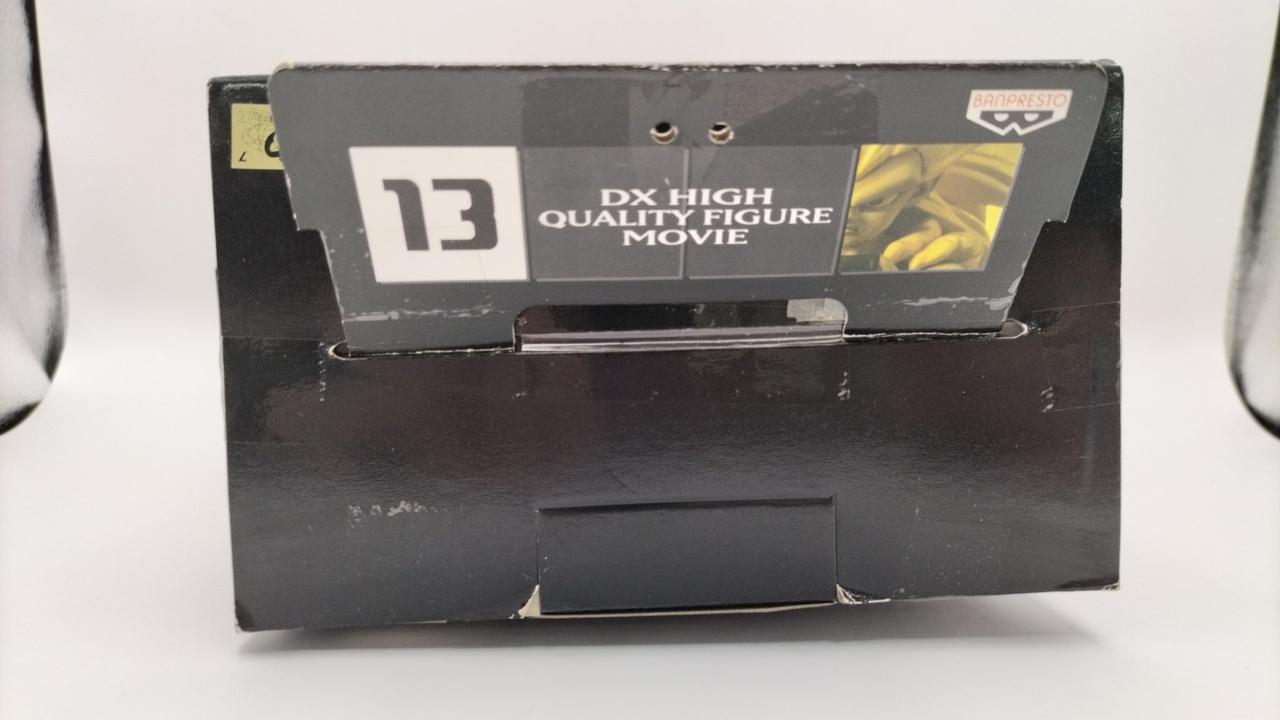 BANPRESTO
13
DX HIGH
QUALITY FIGURE
MOVIE